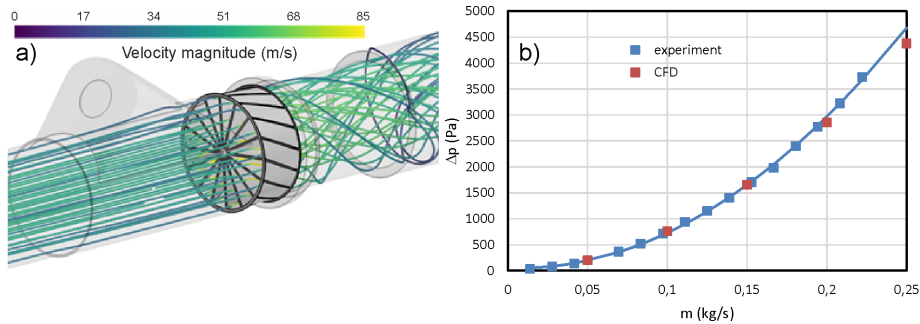 0 17 34 51 68 85
Velocity magnitude (m/s)
a)
b)
experiment
CFD
5000
4500
4000
3500
3000
2500
2000
1500
1000
500
0
Δp (Pa)
0 0,05 0,1 0,15 0,2 0,25
m (kg/s)